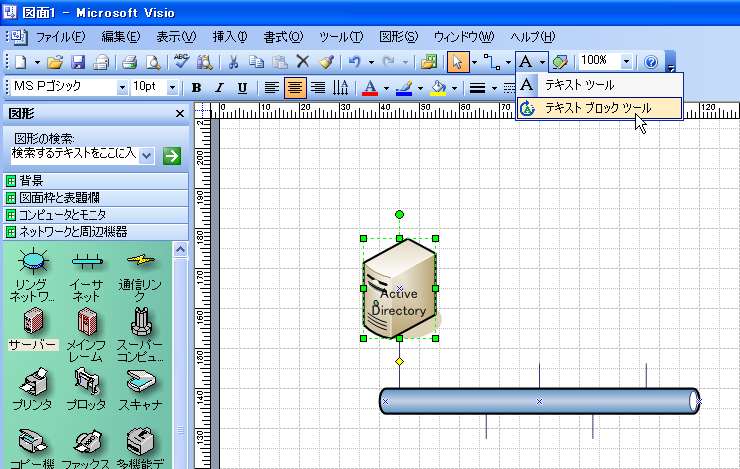 図面1 - Microsoft Visio
ファイル(F) 編集(E) 表示(V) 挿入(I) 書式(O) ツール(T) 図形(S) ウィンドウ(W) ヘルプ(H)
ABC A 100%
MS Pゴシック 10pt B I U A
A テキスト ツール
A テキスト ブロック ツール
図形
図形の検索:
検索するテキストをここに入
背景
図面枠と表題欄
コンピュータとモニタ
ネットワークと周辺機器
リング ネットワ...
イーサ ネット
通信リン ク
サーバー
メインフ レーム
スーパー コンピュ...
プリンタ
プロッタ
スキャナ
コピー機
ファックス
多機能デ
0 10 20 30 40 50 60 120
200 190 180 170 160 150 140 130
Active
Directory